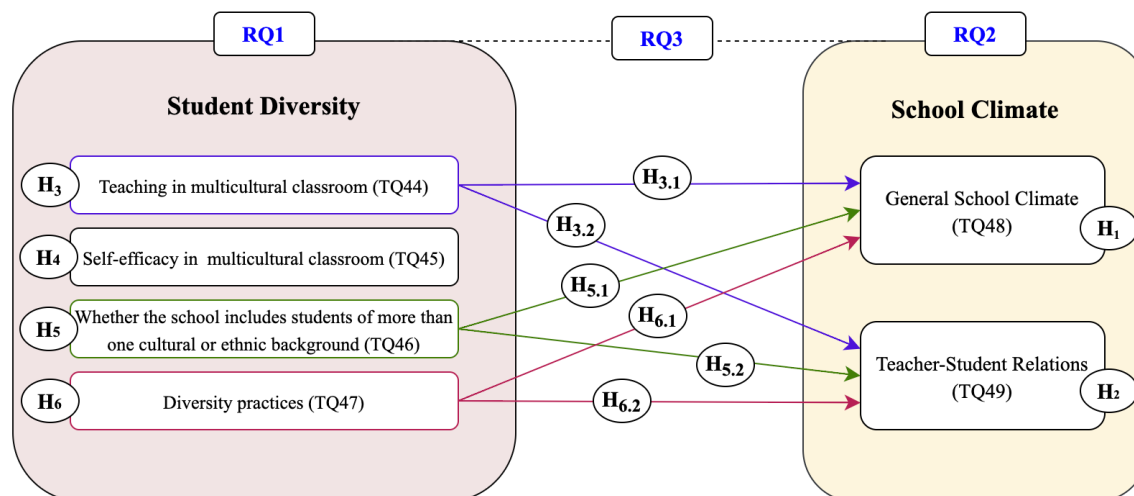 RQ1
RQ3
RQ2
Student Diversity
School Climate
H3
Teaching in multicultural classroom (TQ44)
H4
Self-efficacy in multicultural classroom (TQ45)
H5
Whether the school includes students of more than
one cultural or ethnic background (TQ46)
H6
Diversity practices (TQ47)
H3.1
H3.2
H5.1
H6.1
H5.2
H6.2
General School Climate
(TQ48)
H1
Teacher-Student Relations
(TQ49)
H2